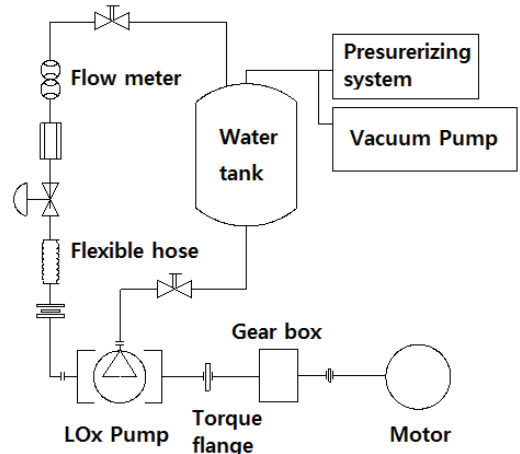 Presurerizing
system
Flow meter
Vacuum Pump
Water
tank
Flexible hose
Gear box
LOx Pump
Torque
flange
Motor